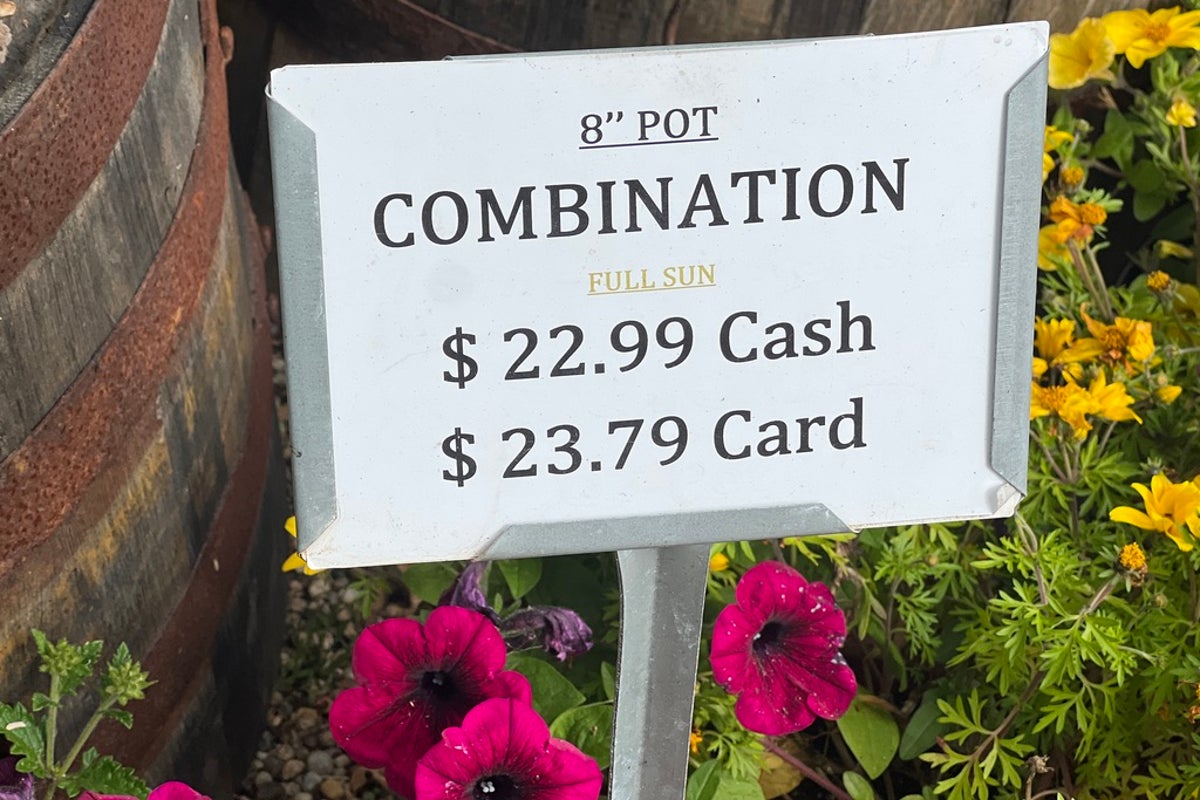 8” POT
COMBINATION
FULL SUN
$ 22.99 Cash
$ 23.79 Card